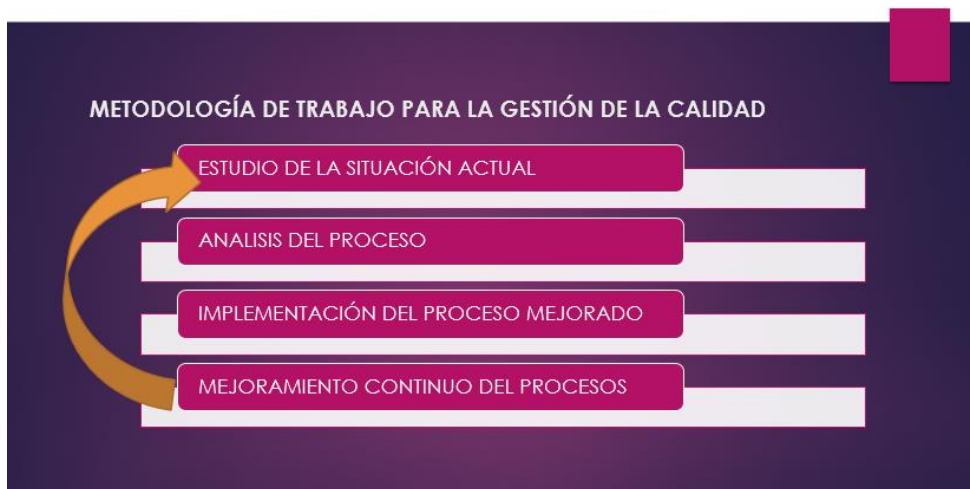 METODOLOGÍA DE TRABAJO PARA LA GESTIÓN DE LA CALIDAD
ESTUDIO DE LA SITUACIÓN ACTUAL
ANALISIS DEL PROCESO
IMPLEMENTACIÓN DEL PROCESO MEJORADO
MEJORAMIENTO CONTINUO DEL PROCESOS